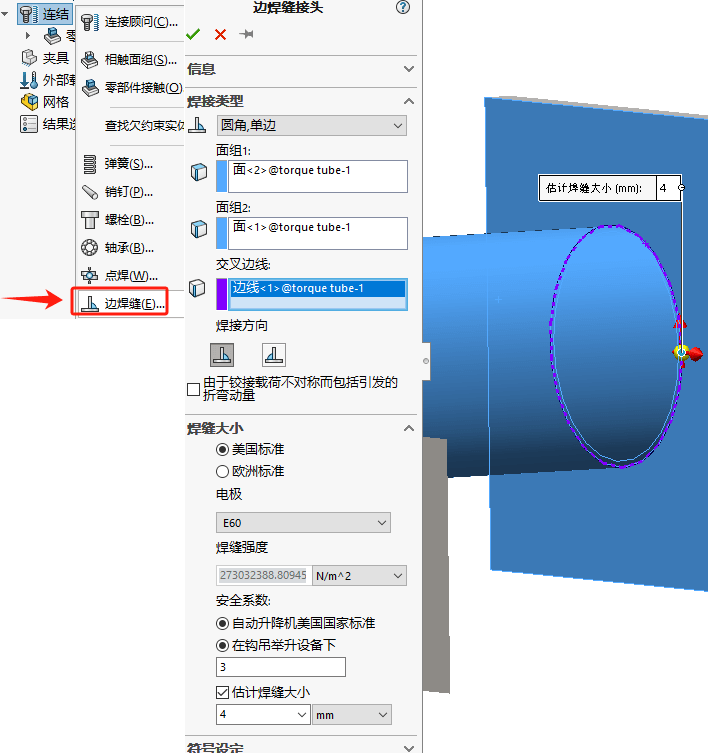 连结
零
夹具
外部载
网格
结果选
连接顾问(C)...
相触面组(S)...
零部件接触(O)
查找欠约束实体
弹簧(S)...
销钉(P)...
螺栓(B)...
轴承(B)...
点焊(W)...
边焊缝(E)...
边焊缝接头
信息
焊接类型
圆角,单边
面组1:
面<2>@torque tube-1
面组2:
面<1>@torque tube-1
交叉边线:
边线<1>@torque tube-1
焊接方向
由于铰接载荷不对称而包括引发的
折弯动量
焊缝大小
美国标准
欧洲标准
电极
E60
焊缝强度
273032388.80945 N/m^2
安全系数:
自动升降机美国国家标准
在钩吊举升设备下
3
估计焊缝大小
4 mm
符号设定
估计焊缝大小 (mm): 4